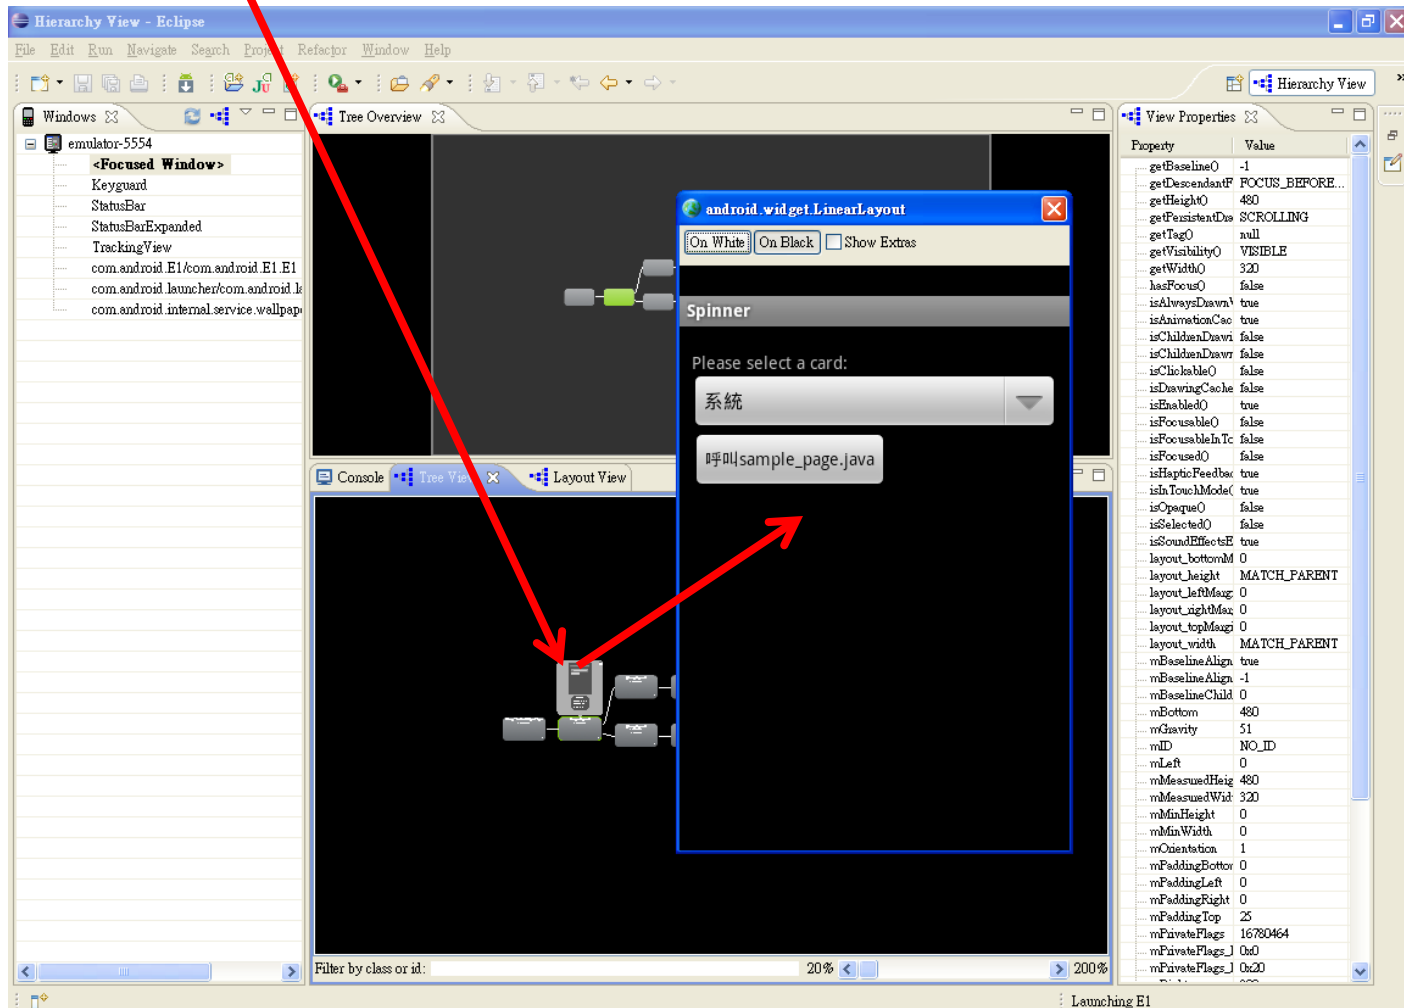 Hierarchy View - Eclipse
File Edit Run Navigate Search Project Refactor Window Help
Hierarchy View
Windows
emulator-5554
<Focused Window>
Keyguard
StatusBar
StatusBarExpanded
TrackingView
com.android.E1/com.android.E1.E1
com.android.launcher/com.android.la
com.android.internal.service.wallpap
Tree Overview
android.widget.LinearLayout
On White On Black Show Extras
Spinner
Please select a card:
系統
呼叫sample_page.java
Console Tree View Layout View
Filter by class or id:
20% 200%
View Properties
Property Value
getBaseline() -1
getDescendantF FOCUS_BEFORE...
getHeight() 480
getPersistentDra SCROLLING
getTag() null
getVisibility() VISIBLE
getWidth() 320
hasFocus() false
isAlwaysDrawnV true
isAnimationCac true
isChildrenDrawi false
isChildrenDrawr false
isClickable() false
isDrawingCache false
isEnabled() true
isFocusable() false
isFocusableInTc false
isFocused() false
isHapticFeedbac true
isInTouchMode( true
isOpaque() false
isSelected() false
isSoundEffectsE true
layout_bottomM 0
layout_height MATCH_PARENT
layout_leftMarg: 0
layout_rightMar 0
layout_topMargi 0
layout_width MATCH_PARENT
mBaselineAlign true
mBaselineAlign -1
mBaselineChild 0
mBottom 480
mGravity 51
mID NO_ID
mLeft 0
mMeasuredHeig 480
mMeasuredWid 320
mMinHeight 0
mMinWidth 0
mOrientation 1
mPaddingBottor 0
mPaddingLeft 0
mPaddingRight 0
mPaddingTop 25
mPrivateFlags 16780464
mPrivateFlags_ 0x0
mPrivateFlags_ 0x20
Launching E1